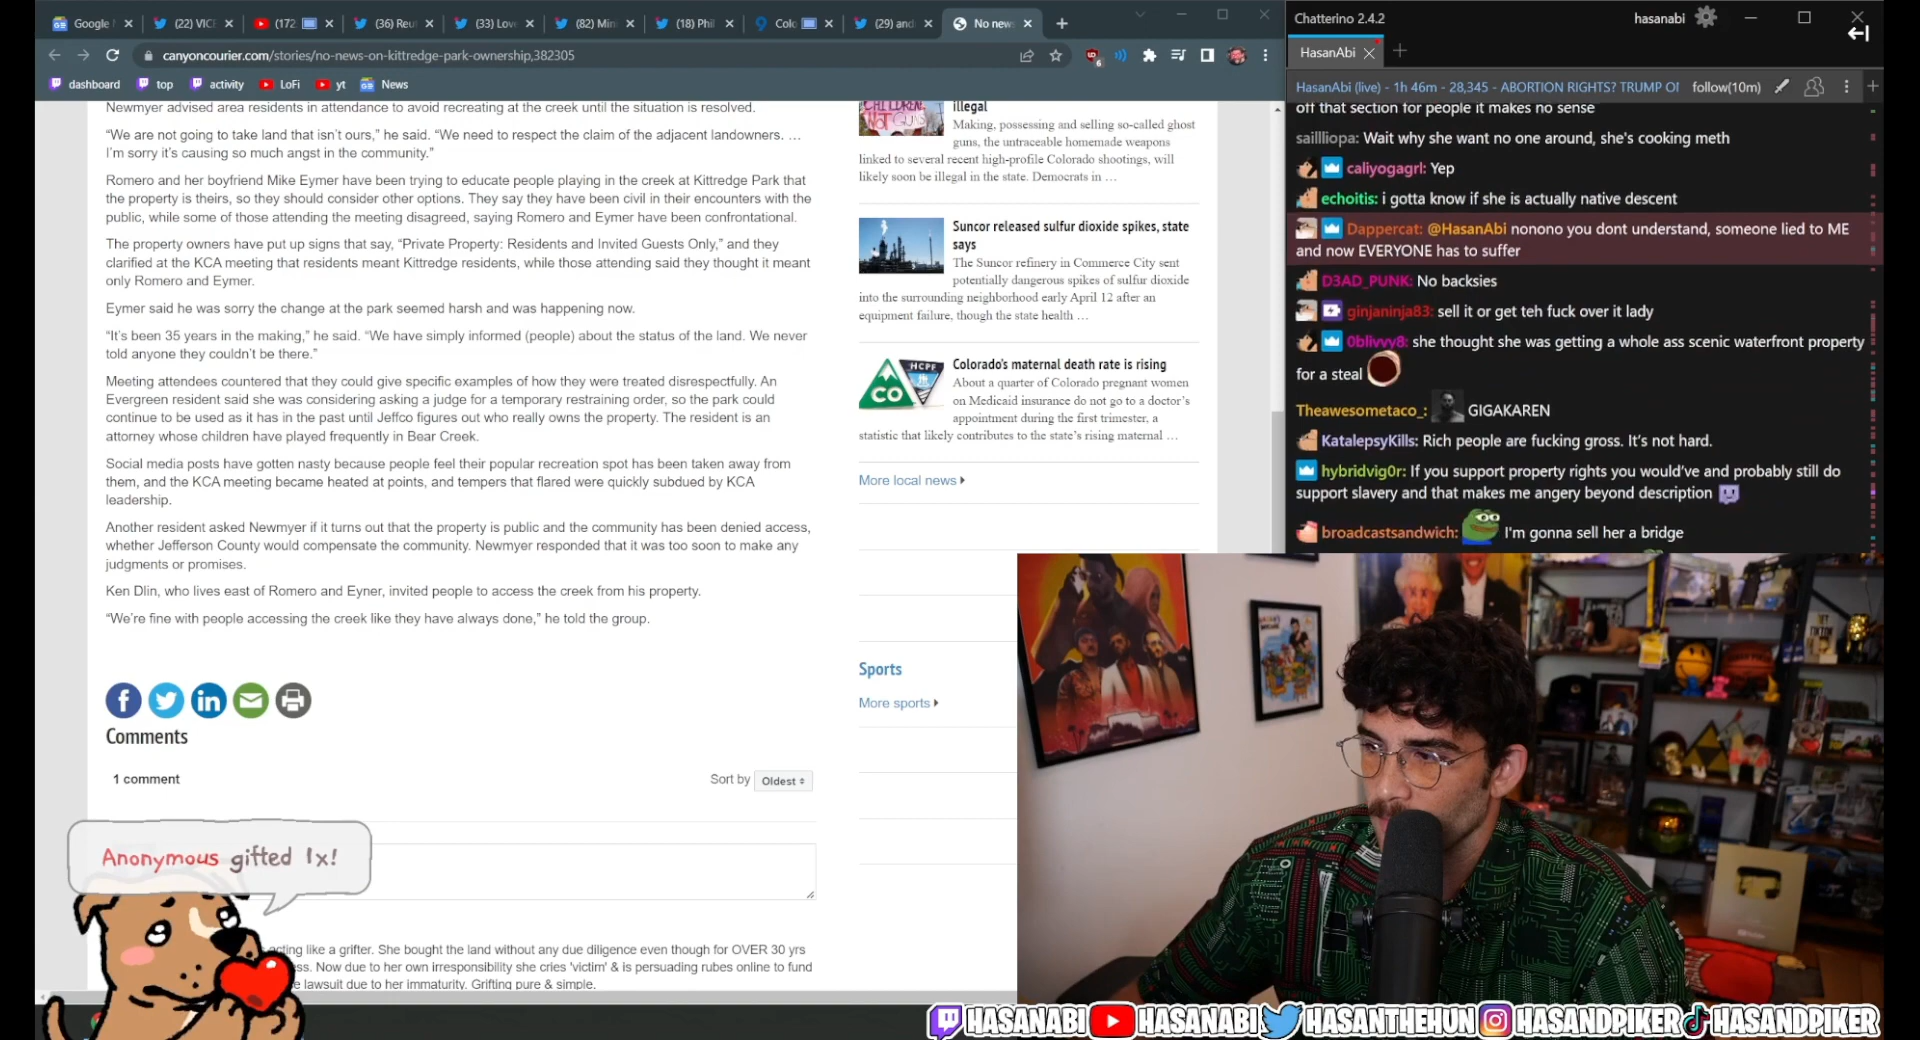 Google N
(22) VIC
(172
(36) Reu
(33) Love
(82) Min
(18) Phil
Colo
(29) and
No new
canyoncourier.com/stories/no-news-on-kittredge-park-ownership,382305
dashboard
top
activity
LoFi
yt
News
Newmyer advised area residents in attendance to avoid recreating at the creek until the situation is resolved.
“We are not going to take land that isn’t ours,” he said. “We need to respect the claim of the adjacent landowners. …
I’m sorry it’s causing so much angst in the community.”
Romero and her boyfriend Mike Eymer have been trying to educate people playing in the creek at Kittredge Park that
the property is theirs, so they should consider other options. They say they have been civil in their encounters with the
public, while some of those attending the meeting disagreed, saying Romero and Eymer have been confrontational.
The property owners have put up signs that say, “Private Property: Residents and Invited Guests Only,” and they
clarified at the KCA meeting that residents meant Kittredge residents, while those attending said they thought it meant
only Romero and Eymer.
Eymer said he was sorry the change at the park seemed harsh and was happening now.
“It’s been 35 years in the making,” he said. “We have simply informed (people) about the status of the land. We never
told anyone they couldn’t be there.”
Meeting attendees countered that they could give specific examples of how they were treated disrespectfully. An
Evergreen resident said she was considering asking a judge for a temporary restraining order, so the park could
continue to be used as it has in the past until Jeffco figures out who really owns the property. The resident is an
attorney whose children have played frequently in Bear Creek.
Social media posts have gotten nasty because people feel their popular recreation spot has been taken away from
them, and the KCA meeting became heated at points, and tempers that flared were quickly subdued by KCA
leadership.
Another resident asked Newmyer if it turns out that the property is public and the community has been denied access,
whether Jefferson County would compensate the community. Newmyer responded that it was too soon to make any
judgments or promises.
Ken Dlin, who lives east of Romero and Eyner, invited people to access the creek from his property.
“We’re fine with people accessing the creek like they have always done,” he told the group.
Comments
1 comment
Sort by
Oldest
Anonymous gifted 1x!
acting like a grifter. She bought the land without any due diligence even though for OVER 30 yrs
ss. Now due to her own irresponsibility she cries 'victim' & is persuading rubes online to fund
e lawsuit due to her immaturity. Grifting pure & simple.
CHILDREN
NOT GUNS
illegal
Making, possessing and selling so-called ghost
guns, the untraceable homemade weapons
linked to several recent high-profile Colorado shootings, will
likely soon be illegal in the state. Democrats in …
Suncor released sulfur dioxide spikes, state
says
The Suncor refinery in Commerce City sent
potentially dangerous spikes of sulfur dioxide
into the surrounding neighborhood early April 12 after an
equipment failure, though the state health …
HCPF
CO
Colorado’s maternal death rate is rising
About a quarter of Colorado pregnant women
on Medicaid insurance do not go to a doctor’s
appointment during the first trimester, a
statistic that likely contributes to the state’s rising maternal …
More local news
Sports
More sports
Chatterino 2.4.2
hasanabi
HasanAbi
HasanAbi (live) - 1h 46m - 28,345 - ABORTION RIGHTS? TRUMP O
follow(10m)
off that section for people it makes no sense
saillliopa: Wait why she want no one around, she's cooking meth
caliyogagrl: Yep
echoitis: i gotta know if she is actually native descent
Dappercat: @HasanAbi nonono you dont understand, someone lied to ME
and now EVERYONE has to suffer
D3AD_PUNK: No backsies
ginjaninja83: sell it or get teh fuck over it lady
0blivvy8: she thought she was getting a whole ass scenic waterfront property
for a steal
Theawesometaco_: GIGAKAREN
KatalepsyKills: Rich people are fucking gross. It’s not hard.
hybridvig0r: If you support property rights you would’ve and probably still do
support slavery and that makes me angery beyond description
broadcastsandwich: I'm gonna sell her a bridge
HASANABI
HASANABI
HASANTHEHUN
HASANDPIKER
HASANDPIKER